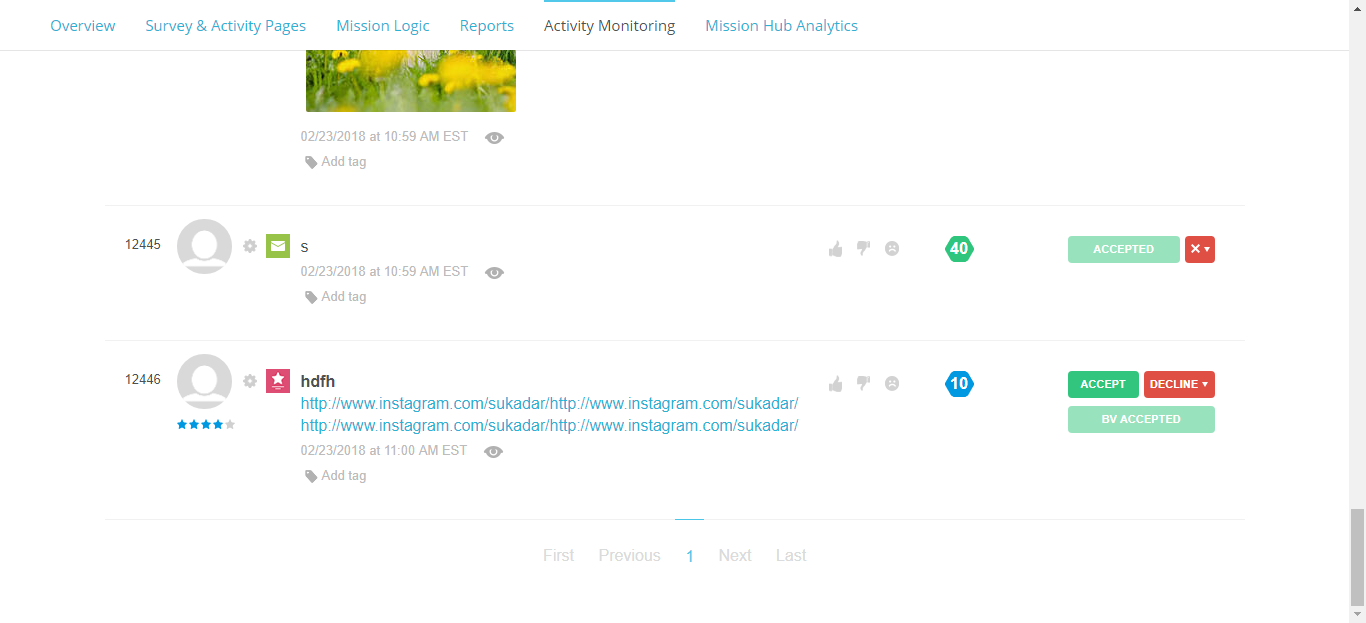 Overview Survey & Activity Pages Mission Logic Reports Activity Monitoring Mission Hub Analytics
02/23/2018 at 10:59 AM EST
Add tag
12445 s 40 ACCEPTED
02/23/2018 at 10:59 AM EST
Add tag
12446 hdfh 10 ACCEPT DECLINE
http://www.instagram.com/sukadar/http://www.instagram.com/sukadar/
http://www.instagram.com/sukadar/http://www.instagram.com/sukadar/
BV ACCEPTED
02/23/2018 at 11:00 AM EST
Add tag
First Previous 1 Next Last